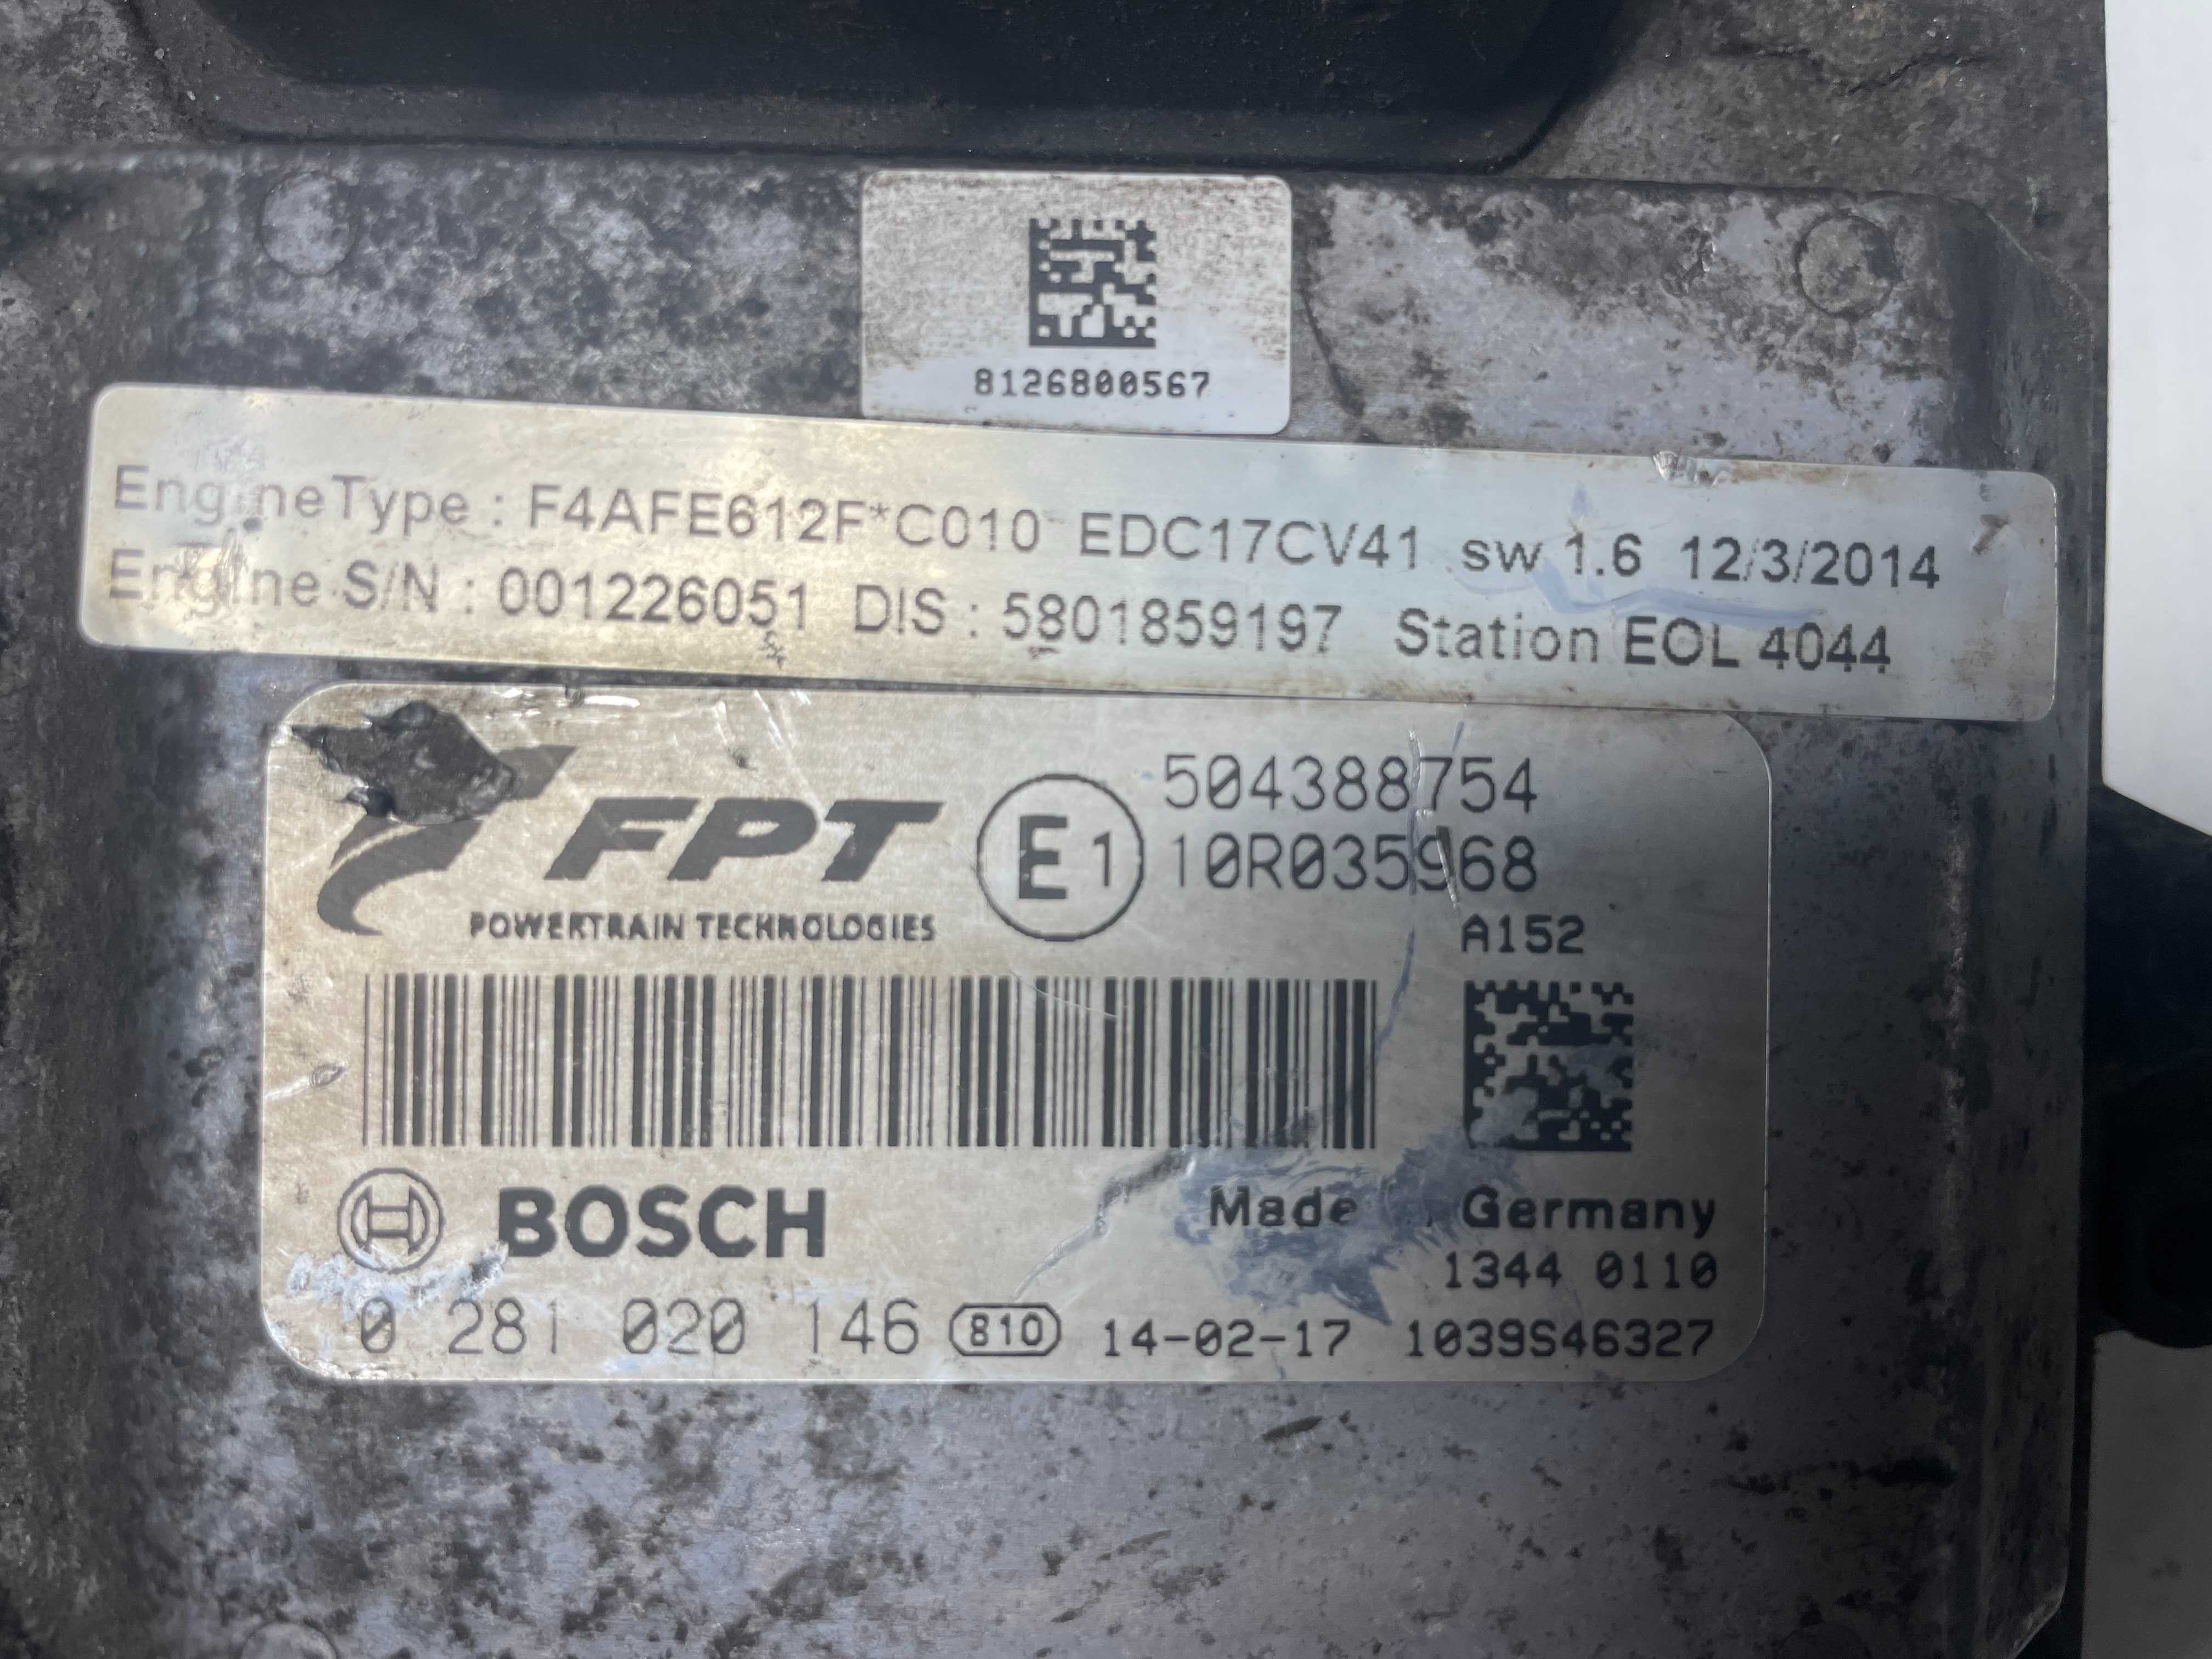 8126800567
EngineType : F4AFE612F*C010 EDC17CV41 sw 1.6 12/3/2014
Engine S/N : 001226051 DIS : 5801859197 Station EOL 4044
FPT
POWERTRAIN TECHNOLOGIES
E1
504388754
10R035968
A152
BOSCH
Made Germany
1344 0110
0 281 020 146 810 14-02-17 1039S46327